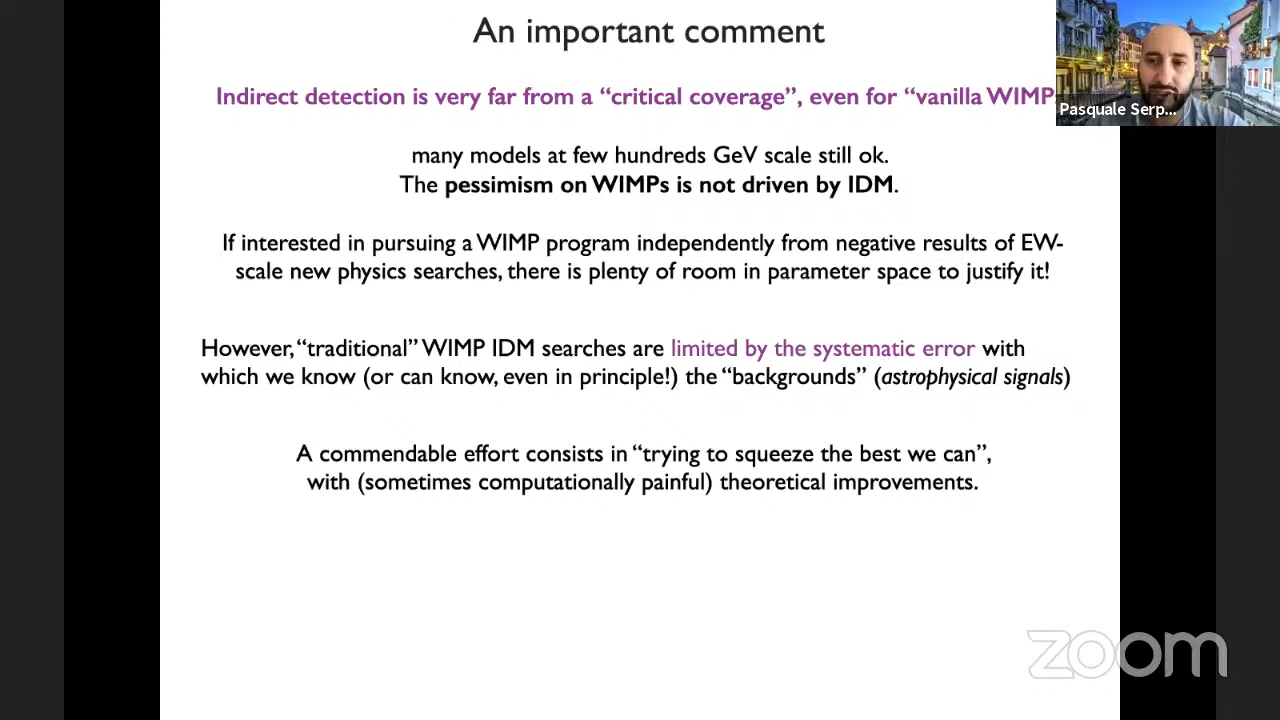 An important comment
Indirect detection is very far from a “critical coverage”, even for “vanilla WIMP
Pasquale Serp...
many models at few hundreds GeV scale still ok.
The pessimism on WIMPs is not driven by IDM.
If interested in pursuing a WIMP program independently from negative results of EW-
scale new physics searches, there is plenty of room in parameter space to justify it!
However, “traditional” WIMP IDM searches are limited by the systematic error with
which we know (or can know, even in principle!) the “backgrounds” (astrophysical signals)
A commendable effort consists in “trying to squeeze the best we can”,
with (sometimes computationally painful) theoretical improvements.
zoom